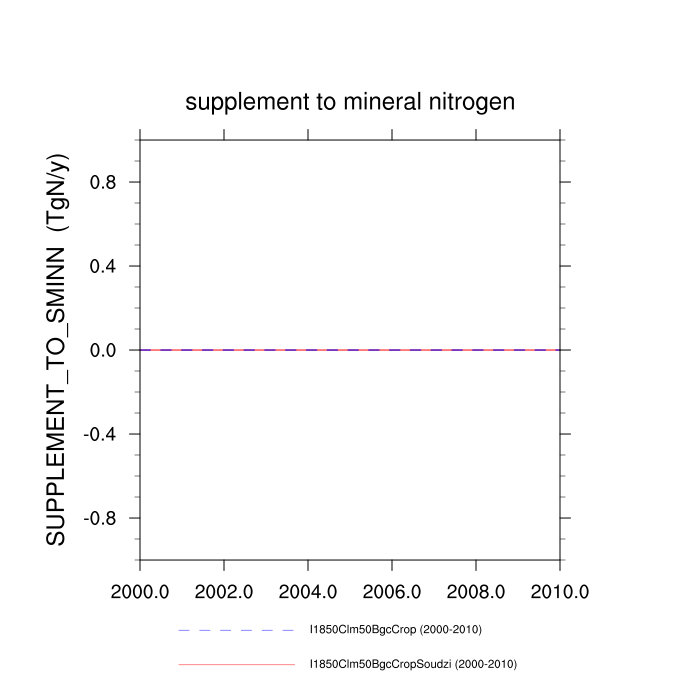 supplement to mineral nitrogen
SUPPLEMENT_TO_SMINN (TgN/y)
0.8
0.4
0.0
-0.4
-0.8
2000.0 2002.0 2004.0 2006.0 2008.0 2010.0
I1850Clm50BgcCrop (2000-2010)
I1850Clm50BgcCropSoudzi (2000-2010)